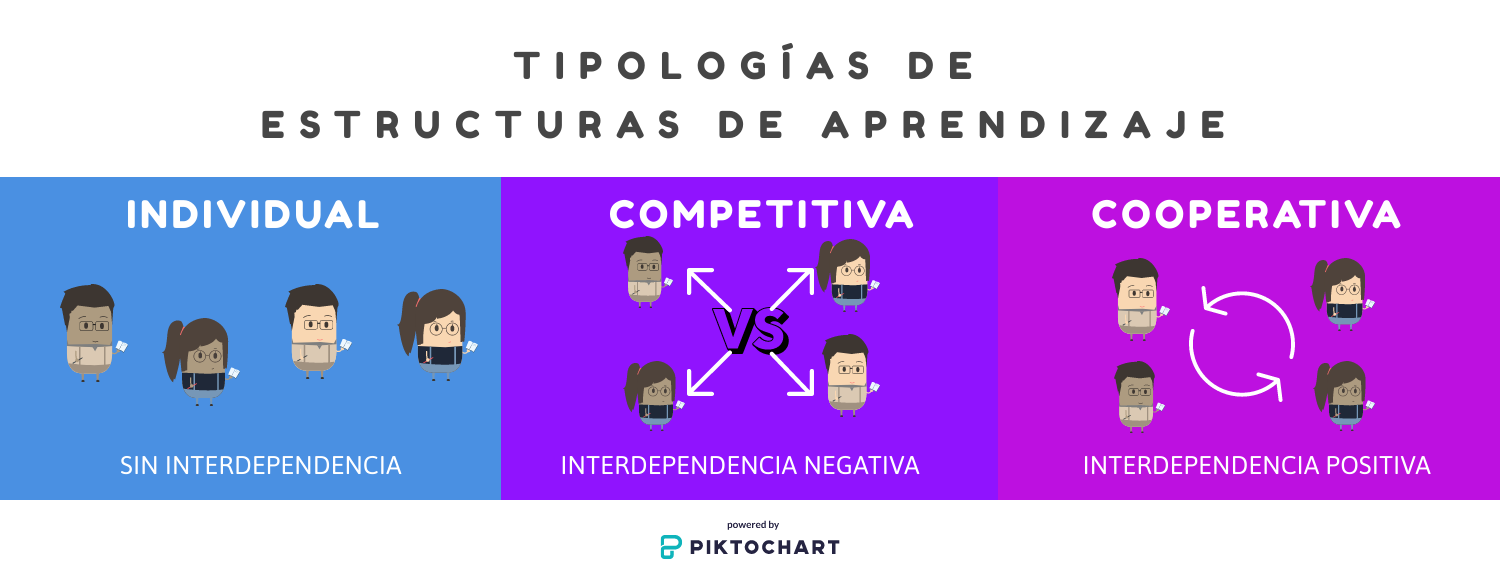 TIPOLOGÍAS DE
ESTRUCTURAS DE APRENDIZAJE
INDIVIDUAL
SIN INTERDEPENDENCIA
COMPETITIVA
VS
INTERDEPENDENCIA NEGATIVA
COOPERATIVA
INTERDEPENDENCIA POSITIVA
powered by
PIKTOCHART